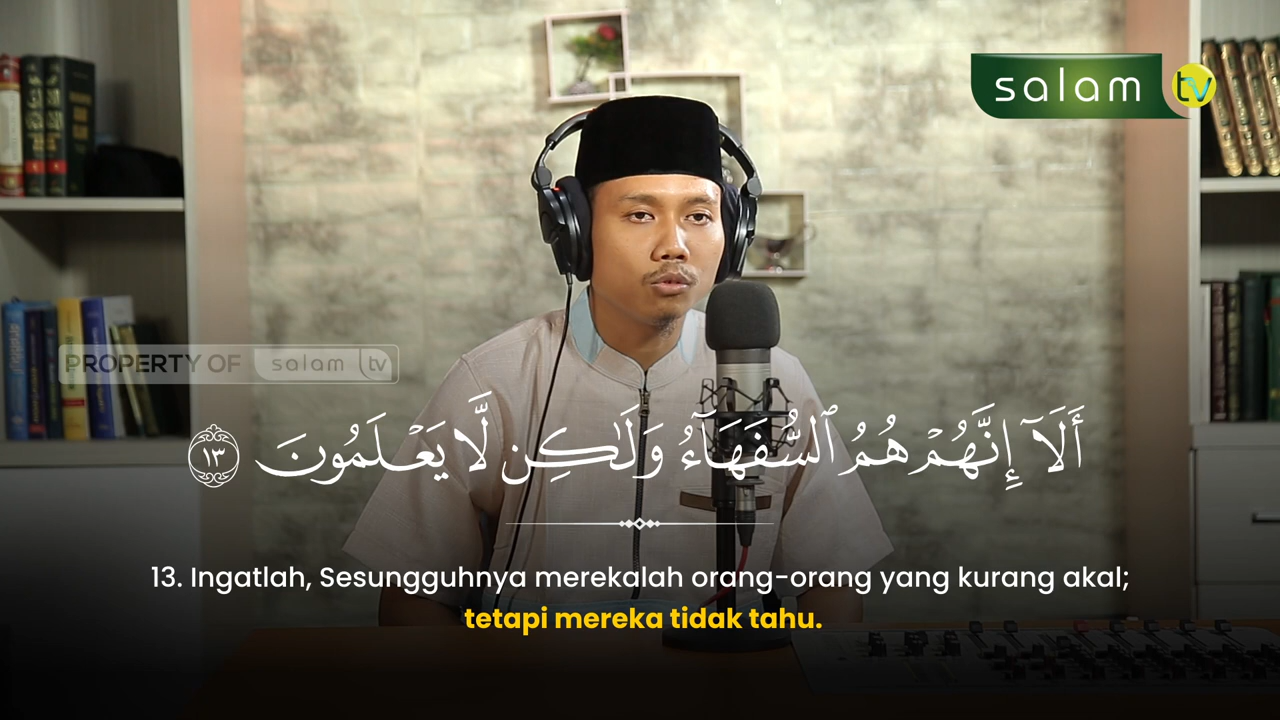 salam tv
PROPERTY OF salam tv
أَلَآ إِنَّهُمْ هُمُ ٱلسُّفَهَآءُ وَلَـٰكِن لَّا يَعْلَمُونَ ١٣
13. Ingatlah, Sesungguhnya merekalah orang-orang yang kurang akal;
tetapi mereka tidak tahu.